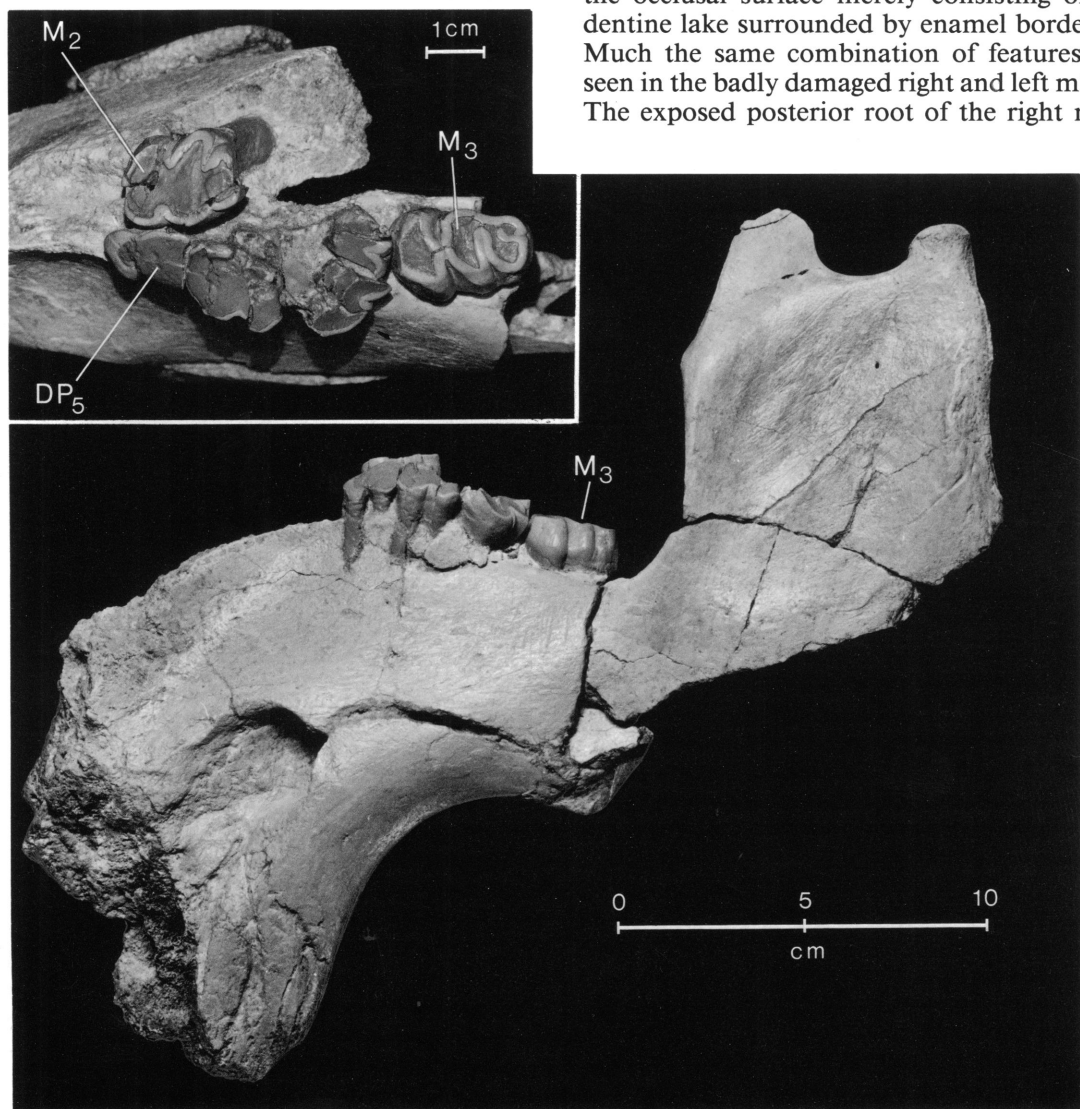 the occlusal surface merely consisting
dentine lake surrounded by enamel
Much the same combination of features
seen in the badly damaged right and left
The exposed posterior root of the right
M₂
1cm
M₃
DP₅
M₃
0 5 10
cm